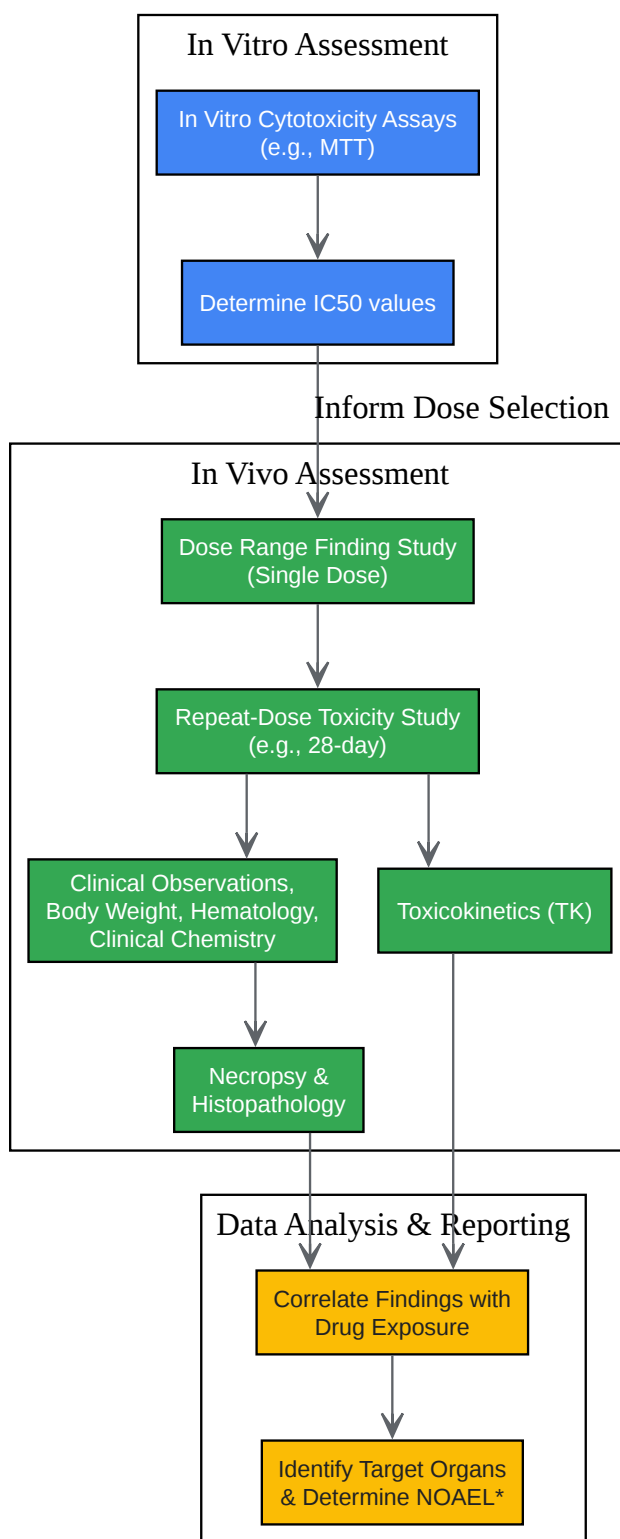 In Vitro Assessment
In Vitro Cytotoxicity Assays
(e.g., MTT)
Determine IC50 values
Inform Dose Selection
In Vivo Assessment
Dose Range Finding Study
(Single Dose)
Repeat-Dose Toxicity Study
(e.g., 28-day)
Clinical Observations,
Body Weight, Hematology,
Clinical Chemistry
Toxicokinetics (TK)
Necropsy &
Histopathology
Data Analysis & Reporting
Correlate Findings with
Drug Exposure
Identify Target Organs
& Determine NOAEL*